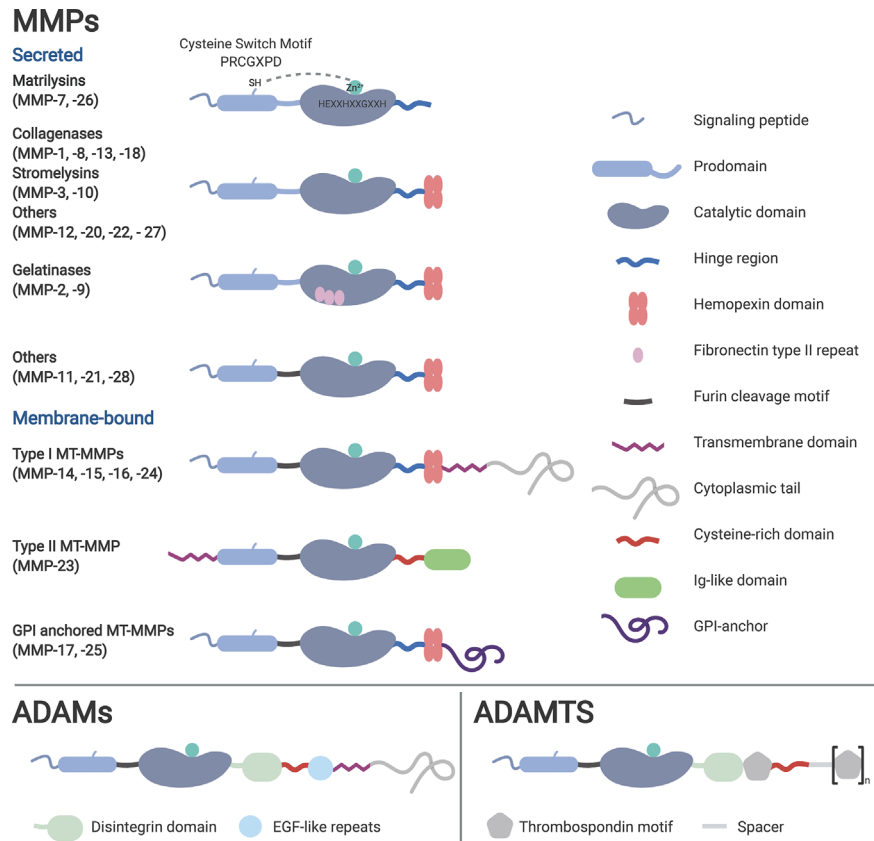 MMPs
Secreted
Cysteine Switch Motif
PRCGXPD
SH
Zn²⁺
HEXXHXXGXXH
Matrilysins
(MMP-7, -26)
Collagenases
(MMP-1, -8, -13, -18)
Stromelysins
(MMP-3, -10)
Others
(MMP-12, -20, -22, - 27)
Gelatinases
(MMP-2, -9)
Others
(MMP-11, -21, -28)
Membrane-bound
Type I MT-MMPs
(MMP-14, -15, -16, -24)
Type II MT-MMP
(MMP-23)
GPI anchored MT-MMPs
(MMP-17, -25)
Signaling peptide
Prodomain
Catalytic domain
Hinge region
Hemopexin domain
Fibronectin type II repeat
Furin cleavage motif
Transmembrane domain
Cytoplasmic tail
Cysteine-rich domain
Ig-like domain
GPI-anchor
ADAMs
Disintegrin domain
EGF-like repeats
ADAMTS
n
Thrombospondin motif
Spacer